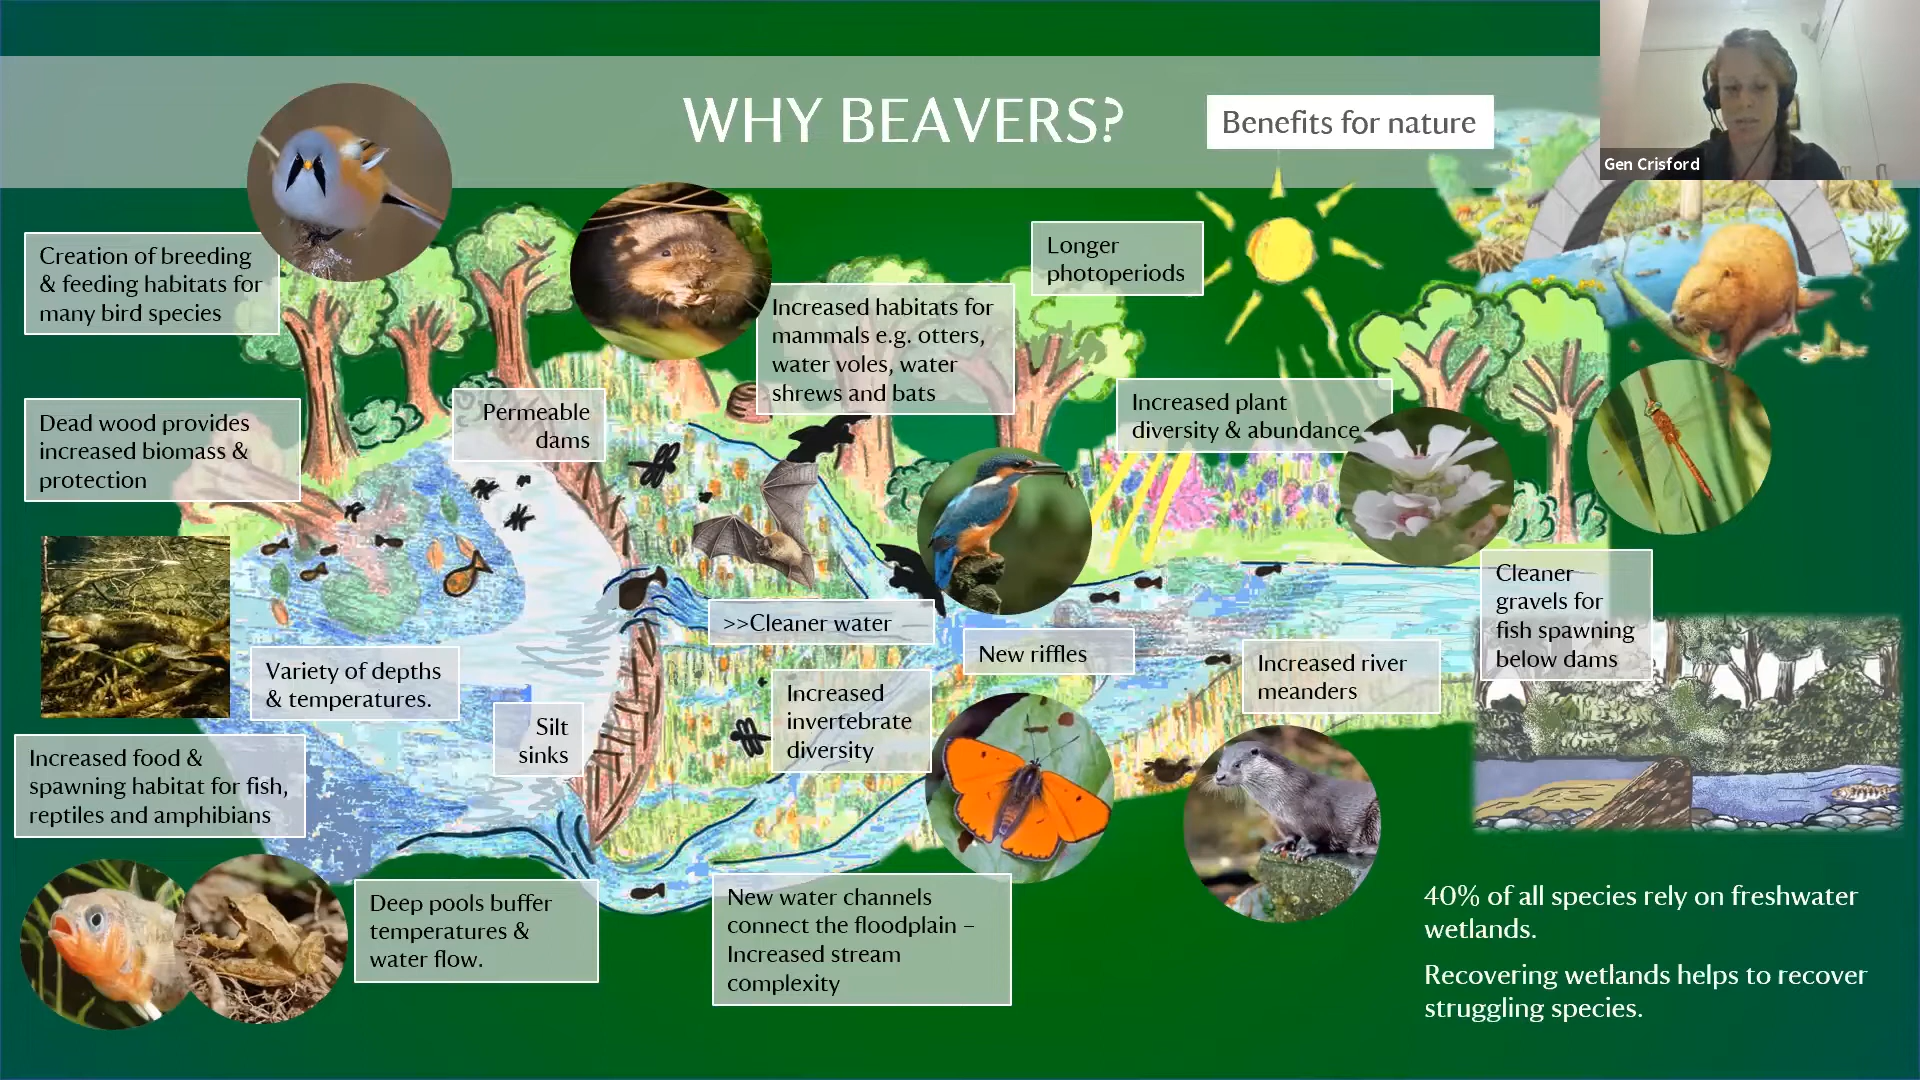 WHY BEAVERS?
Benefits for nature
Gen Crisford
Creation of breeding
& feeding habitats for
many bird species
Longer
photoperiods
Increased habitats for
mammals e.g. otters,
water voles, water
shrews and bats
Dead wood provides
increased biomass &
protection
Permeable
dams
Increased plant
diversity & abundance
Cleaner
gravels for
fish spawning
below dams
>>Cleaner water
New riffles
Increased river
meanders
Variety of depths
& temperatures.
Increased
invertebrate
diversity
Silt
sinks
Increased food &
spawning habitat for fish,
reptiles and amphibians
Deep pools buffer
temperatures &
water flow.
New water channels
connect the floodplain –
Increased stream
complexity
40% of all species rely on freshwater
wetlands.
Recovering wetlands helps to recover
struggling species.